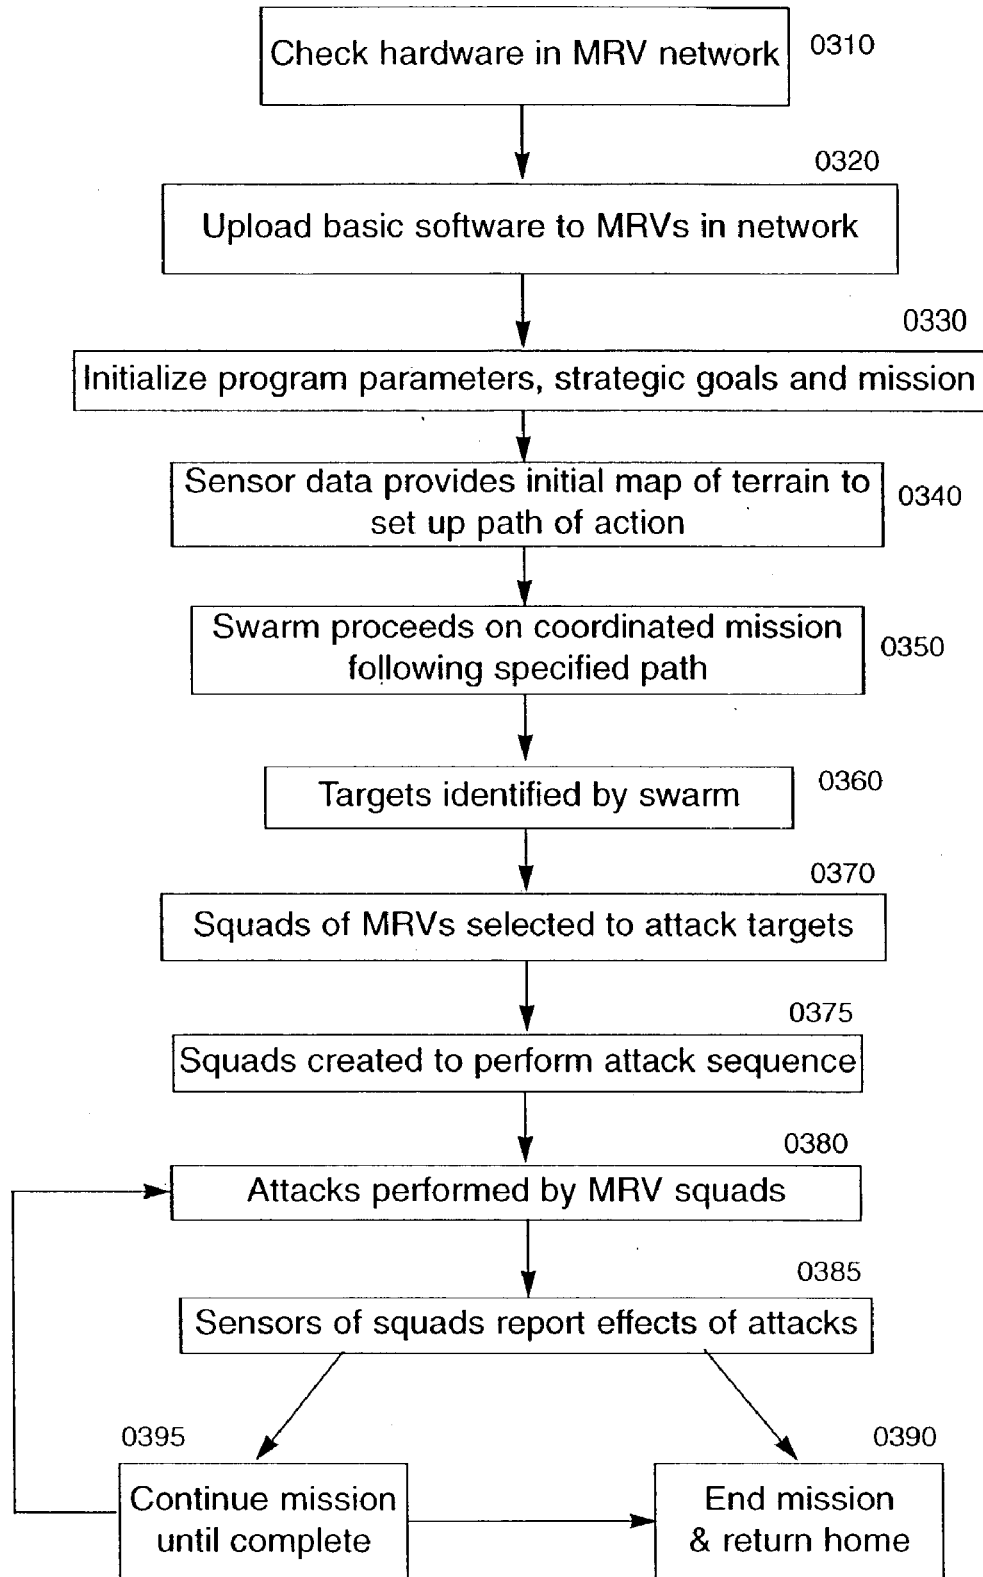 Check hardware in MRV network
0310
0320
Upload basic software to MRVs in network
0330
Initialize program parameters, strategic goals and mission
Sensor data provides initial map of terrain to
set up path of action
0340
Swarm proceeds on coordinated mission
following specified path
0350
Targets identified by swarm
0360
0370
Squads of MRVs selected to attack targets
0375
Squads created to perform attack sequence
0380
Attacks performed by MRV squads
0385
Sensors of squads report effects of attacks
0395
Continue mission
until complete
0390
End mission
& return home